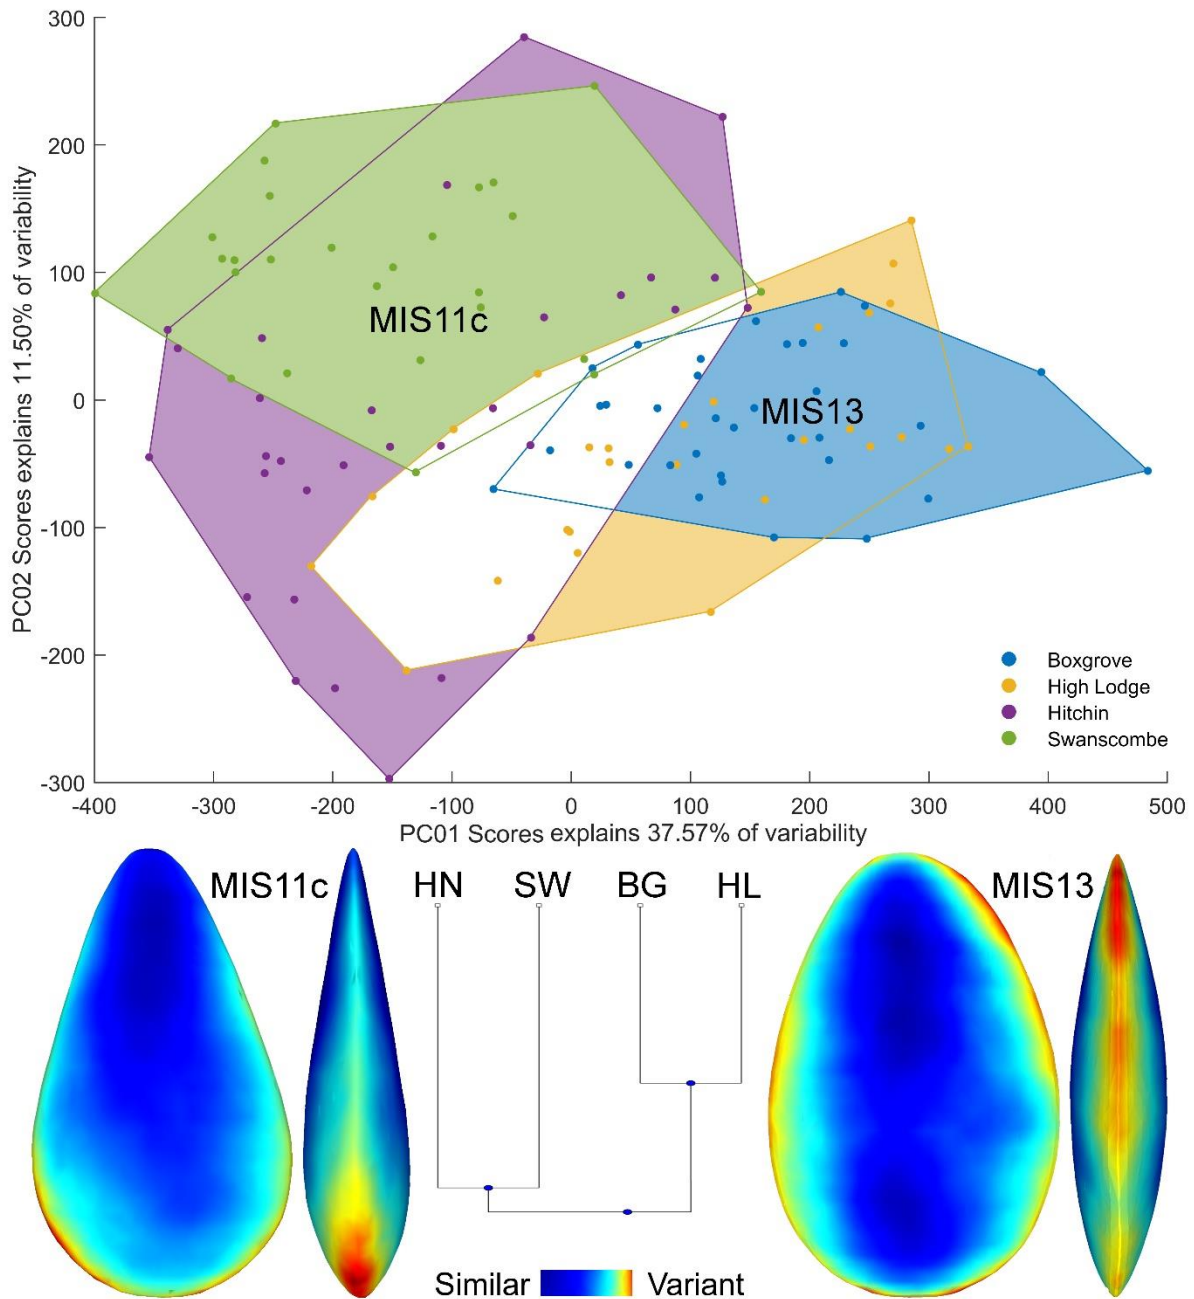 300
200
100
0
-100
-200
-300
PC02 Scores explains 11.50% of variability
MIS11c
MIS13
Boxgrove
High Lodge
Hitchin
Swanscombe
-400 -300 -200 -100 0 100 200 300 400 500
PC01 Scores explains 37.57% of variability
MIS11c HN SW BG HL MIS13
Similar Variant